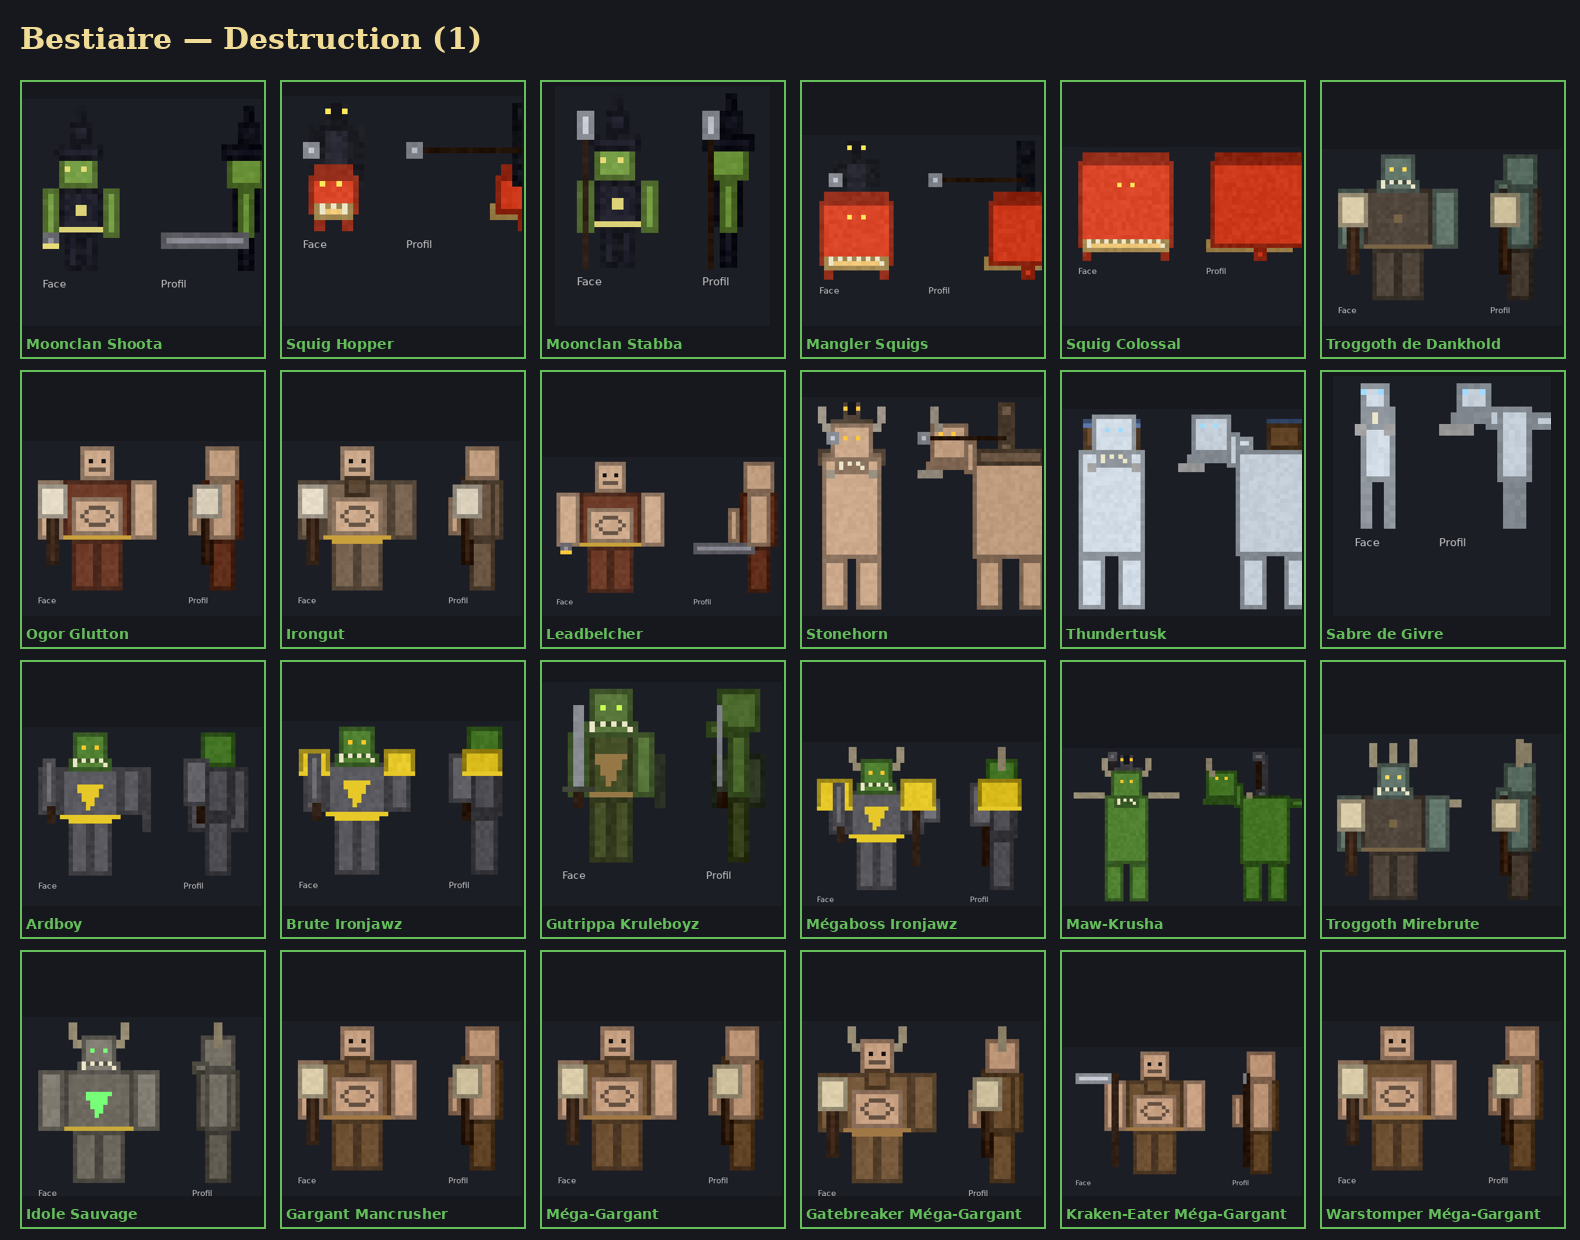 Bestiaire — Destruction (1)
Face Profil
Moonclan Shoota
Face Profil
Squig Hopper
Face Profil
Moonclan Stabba
Face Profil
Mangler Squigs
Face Profil
Squig Colossal
Face Profil
Troggoth de Dankhold
Face Profil
Ogor Glutton
Face Profil
Irongut
Face Profil
Leadbelcher
Stonehorn
Thundertusk
Face Profil
Sabre de Givre
Face Profil
Ardboy
Face Profil
Brute Ironjawz
Face Profil
Gutrippa Kruleboyz
Face Profil
Mégaboss Ironjawz
Maw-Krusha
Troggoth Mirebrute
Face Profil
Idole Sauvage
Face Profil
Gargant Mancrusher
Face Profil
Méga-Gargant
Face Profil
Gatebreaker Méga-Gargant
Face Profil
Kraken-Eater Méga-Gargant
Face Profil
Warstomper Méga-Gargant